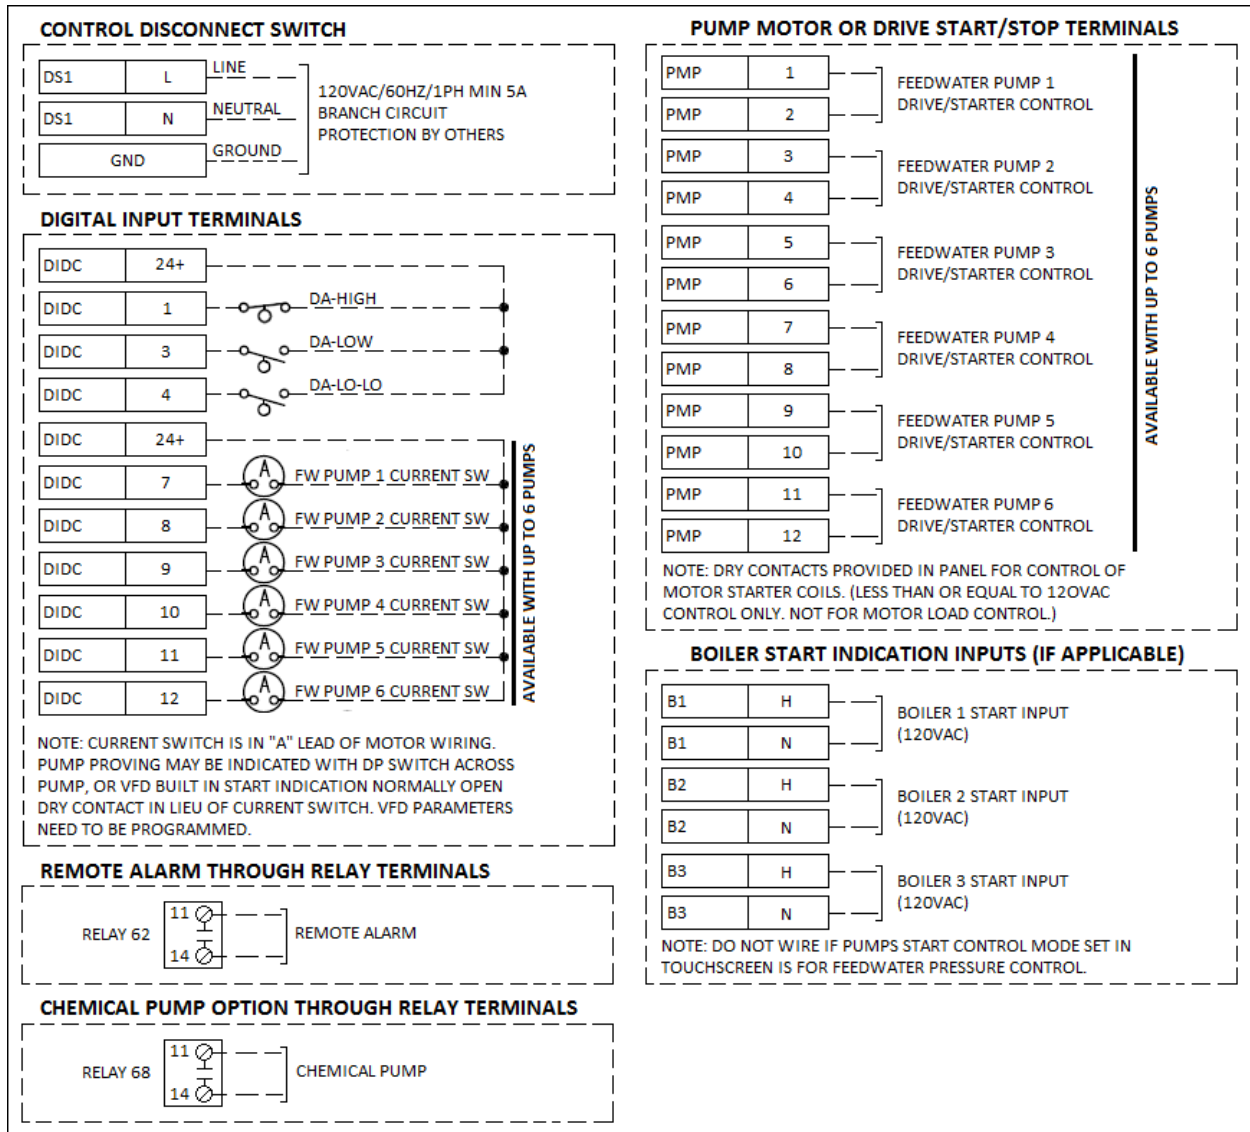 CONTROL DISCONNECT SWITCH
DS1 L LINE
DS1 N NEUTRAL
GND GROUND
120VAC/60HZ/1PH MIN 5A
BRANCH CIRCUIT
PROTECTION BY OTHERS
DIGITAL INPUT TERMINALS
DIDC 24+
DIDC 1 DA-HIGH
DIDC 3 DA-LOW
DIDC 4 DA-LO-LO
DIDC 24+
DIDC 7 A FW PUMP 1 CURRENT SW
DIDC 8 A FW PUMP 2 CURRENT SW
DIDC 9 A FW PUMP 3 CURRENT SW
DIDC 10 A FW PUMP 4 CURRENT SW
DIDC 11 A FW PUMP 5 CURRENT SW
DIDC 12 A FW PUMP 6 CURRENT SW
AVAILABLE WITH UP TO 6 PUMPS
NOTE: CURRENT SWITCH IS IN "A" LEAD OF MOTOR WIRING.
PUMP PROVING MAY BE INDICATED WITH DP SWITCH ACROSS
PUMP, OR VFD BUILT IN START INDICATION NORMALLY OPEN
DRY CONTACT IN LIEU OF CURRENT SWITCH. VFD PARAMETERS
NEED TO BE PROGRAMMED.
REMOTE ALARM THROUGH RELAY TERMINALS
RELAY 62
11
14
REMOTE ALARM
CHEMICAL PUMP OPTION THROUGH RELAY TERMINALS
RELAY 68
11
14
CHEMICAL PUMP
PUMP MOTOR OR DRIVE START/STOP TERMINALS
PMP 1
PMP 2
FEEDWATER PUMP 1
DRIVE/STARTER CONTROL
PMP 3
PMP 4
FEEDWATER PUMP 2
DRIVE/STARTER CONTROL
PMP 5
PMP 6
FEEDWATER PUMP 3
DRIVE/STARTER CONTROL
PMP 7
PMP 8
FEEDWATER PUMP 4
DRIVE/STARTER CONTROL
PMP 9
PMP 10
FEEDWATER PUMP 5
DRIVE/STARTER CONTROL
PMP 11
PMP 12
FEEDWATER PUMP 6
DRIVE/STARTER CONTROL
AVAILABLE WITH UP TO 6 PUMPS
NOTE: DRY CONTACTS PROVIDED IN PANEL FOR CONTROL OF
MOTOR STARTER COILS. (LESS THAN OR EQUAL TO 12OVAC
CONTROL ONLY. NOT FOR MOTOR LOAD CONTROL.)
BOILER START INDICATION INPUTS (IF APPLICABLE)
B1 H
B1 N
BOILER 1 START INPUT
(120VAC)
B2 H
B2 N
BOILER 2 START INPUT
(120VAC)
B3 H
B3 N
BOILER 3 START INPUT
(120VAC)
NOTE: DO NOT WIRE IF PUMPS START CONTROL MODE SET IN
TOUCHSCREEN IS FOR FEEDWATER PRESSURE CONTROL.